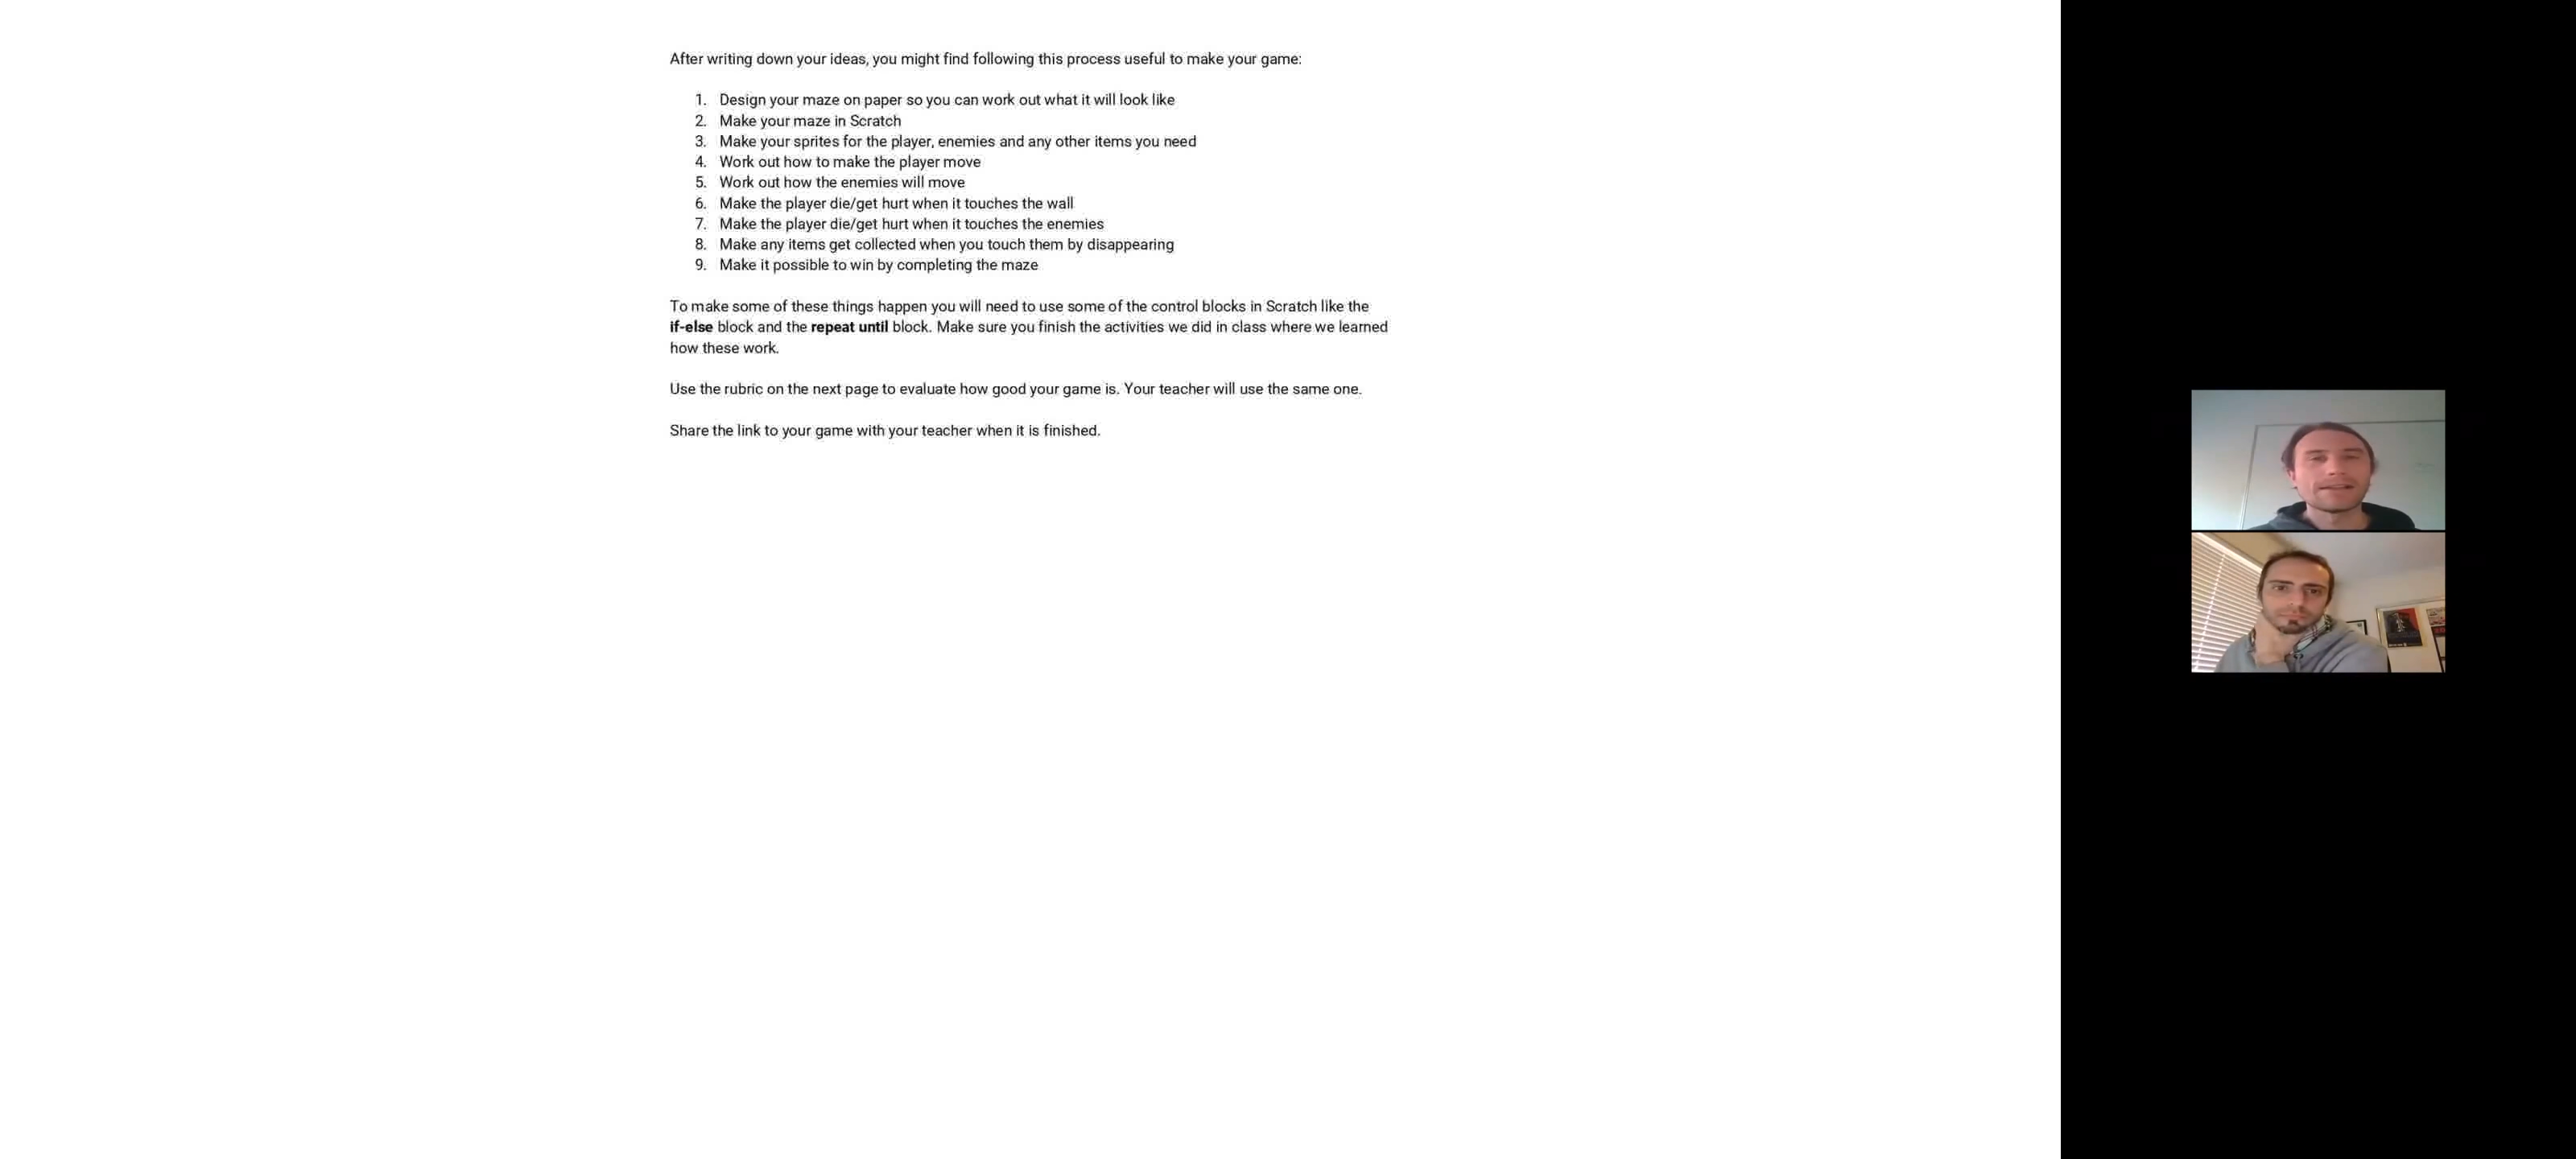 After writing down your ideas, you might find following this process useful to make your game:
1. Design your maze on paper so you can work out what it will look like
2. Make your maze in Scratch
3. Make your sprites for the player, enemies and any other items you need
4. Work out how to make the player move
5. Work out how the enemies will move
6. Make the player die/get hurt when it touches the wall
7. Make the player die/get hurt when it touches the enemies
8. Make any items get collected when you touch them by disappearing
9. Make it possible to win by completing the maze
To make some of these things happen you will need to use some of the control blocks in Scratch like the
if-else block and the repeat until block. Make sure you finish the activities we did in class where we learned
how these work.
Use the rubric on the next page to evaluate how good your game is. Your teacher will use the same one.
Share the link to your game with your teacher when it is finished.